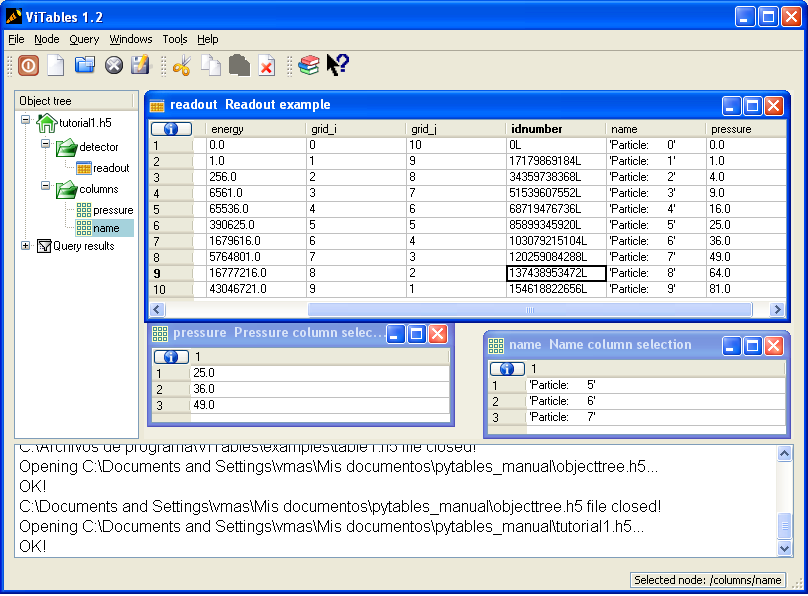 ViTables 1.2
File Node Query Windows Tools Help
Object tree
tutorial1.h5
detector
readout
columns
pressure
name
Query results
readout Readout example
energy grid_i grid_j idnumber name pressure
1 0.0 0 10 0L 'Particle: 0' 0.0
2 1.0 1 9 17179869184L 'Particle: 1' 1.0
3 256.0 2 8 34359738368L 'Particle: 2' 4.0
4 6561.0 3 7 51539607552L 'Particle: 3' 9.0
5 65536.0 4 6 68719476736L 'Particle: 4' 16.0
6 390625.0 5 5 85899345920L 'Particle: 5' 25.0
7 1679616.0 6 4 103079215104L 'Particle: 6' 36.0
8 5764801.0 7 3 120259084288L 'Particle: 7' 49.0
9 16777216.0 8 2 137438953472L 'Particle: 8' 64.0
10 43046721.0 9 1 154618822656L 'Particle: 9' 81.0
pressure Pressure column selec...
1
1 25.0
2 36.0
3 49.0
name Name column selection
1
1 'Particle: 5'
2 'Particle: 6'
3 'Particle: 7'
C:\Archivos de programa\ViTables\examples\table1.h5 file closed!
Opening C:\Documents and Settings\vmas\Mis documentos\pytables_manual\objecttree.h5...
OK!
C:\Documents and Settings\vmas\Mis documentos\pytables_manual\objecttree.h5 file closed!
Opening C:\Documents and Settings\vmas\Mis documentos\pytables_manual\tutorial1.h5...
OK!
Selected node: /columns/name